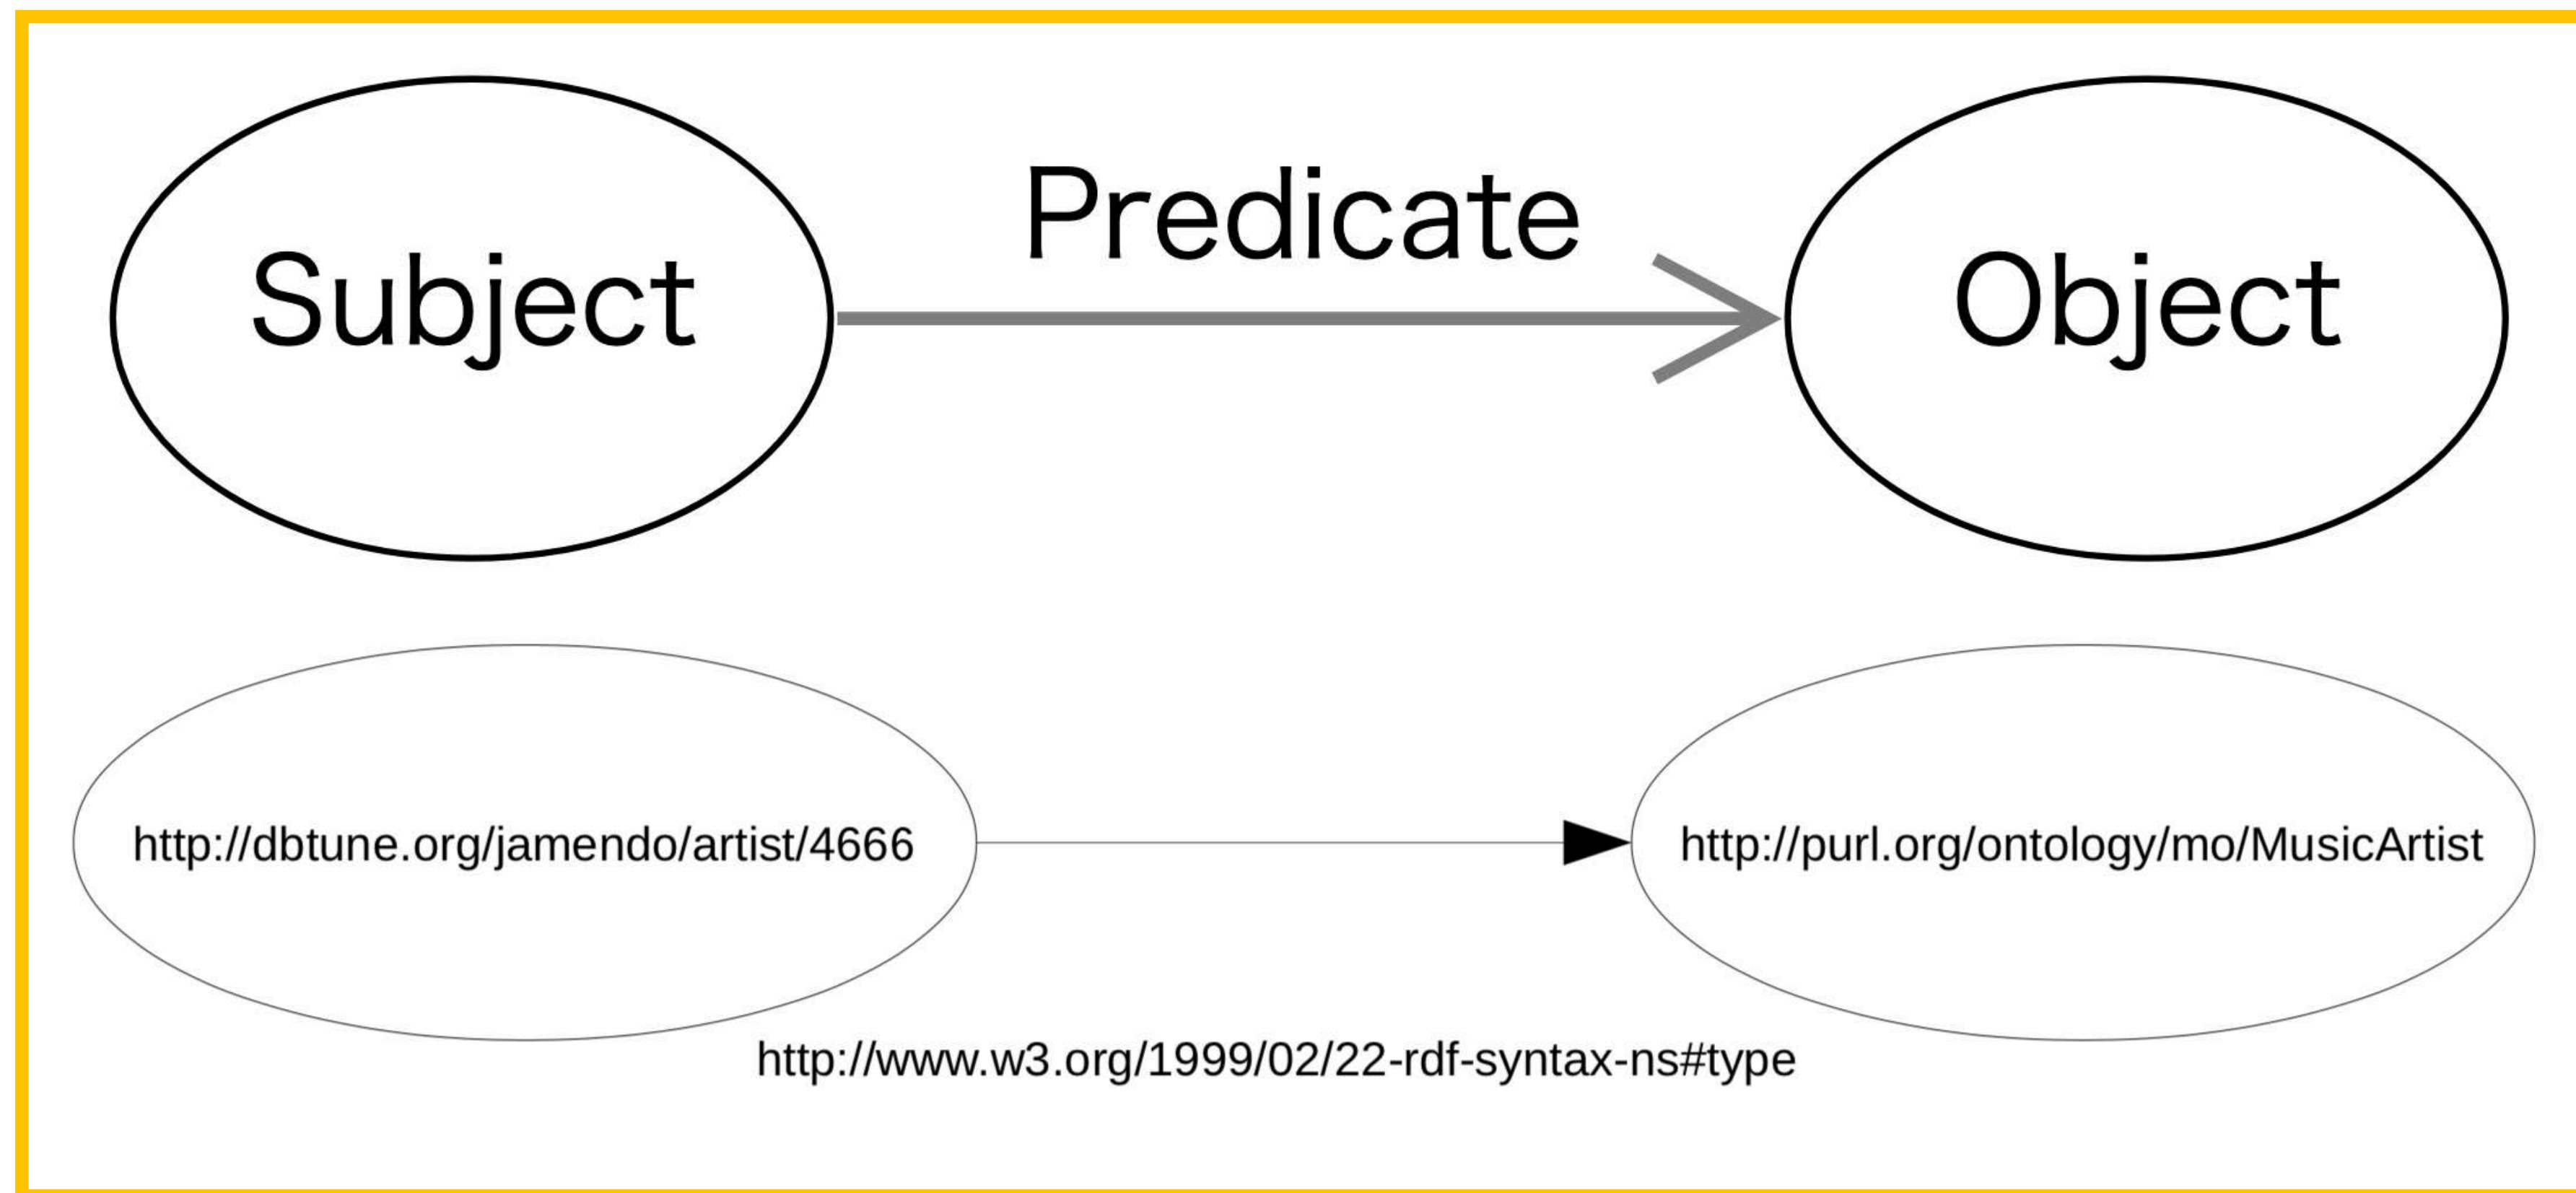 Predicate
Subject
Object
http://dbtune.org/jamendo/artist/4666
http://purl.org/ontology/mo/MusicArtist
http://www.w3.org/1999/02/22-rdf-syntax-ns#type